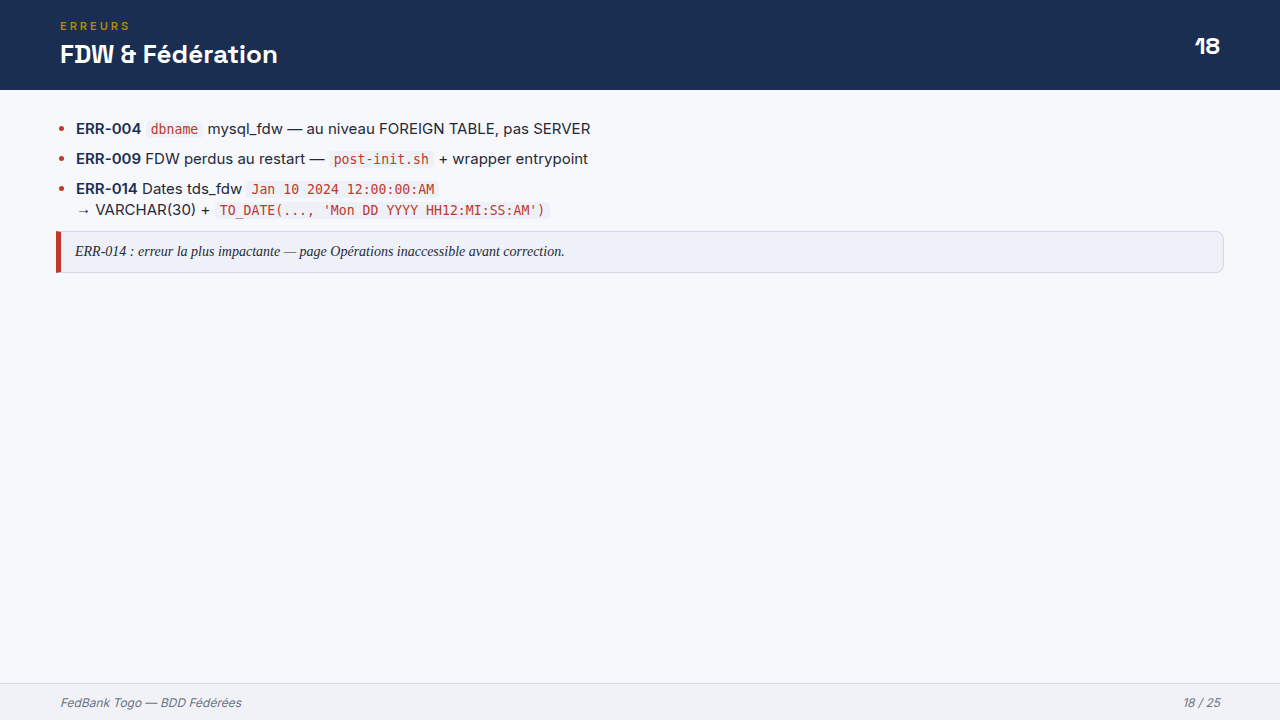 ERREURS
FDW & Fédération
18
ERR-004 dbname mysql_fdw — au niveau FOREIGN TABLE, pas SERVER
ERR-009 FDW perdus au restart — post-init.sh + wrapper entrypoint
ERR-014 Dates tds_fdw Jan 10 2024 12:00:00:AM
→ VARCHAR(30) + TO_DATE(..., 'Mon DD YYYY HH12:MI:SS:AM')
ERR-014 : erreur la plus impactante — page Opérations inaccessible avant correction.
FedBank Togo — BDD Fédérées
18 / 25